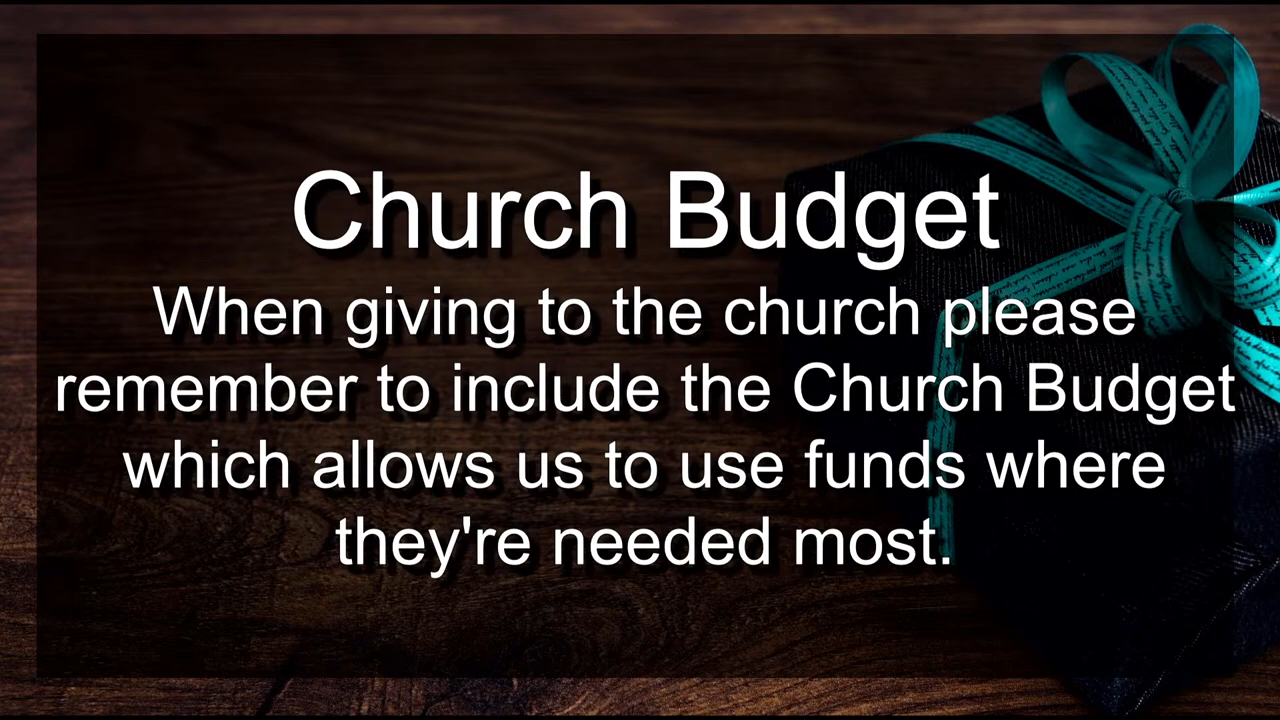 Church Budget
When giving to the church please
remember to include the Church Budget
which allows us to use funds where
they're needed most.